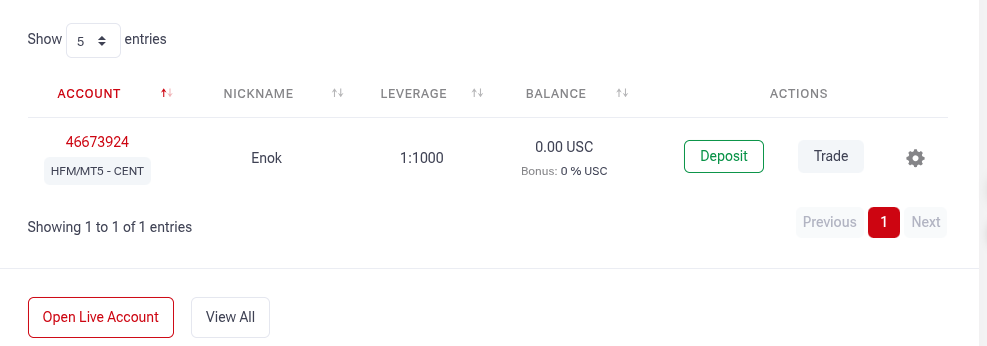 Show 5 entries
ACCOUNT NICKNAME LEVERAGE BALANCE ACTIONS
46673924
HFM/MT5 - CENT
Enok
1:1000
0.00 USC
Bonus: 0 % USC
Deposit
Trade
Showing 1 to 1 of 1 entries
Previous 1 Next
Open Live Account
View All